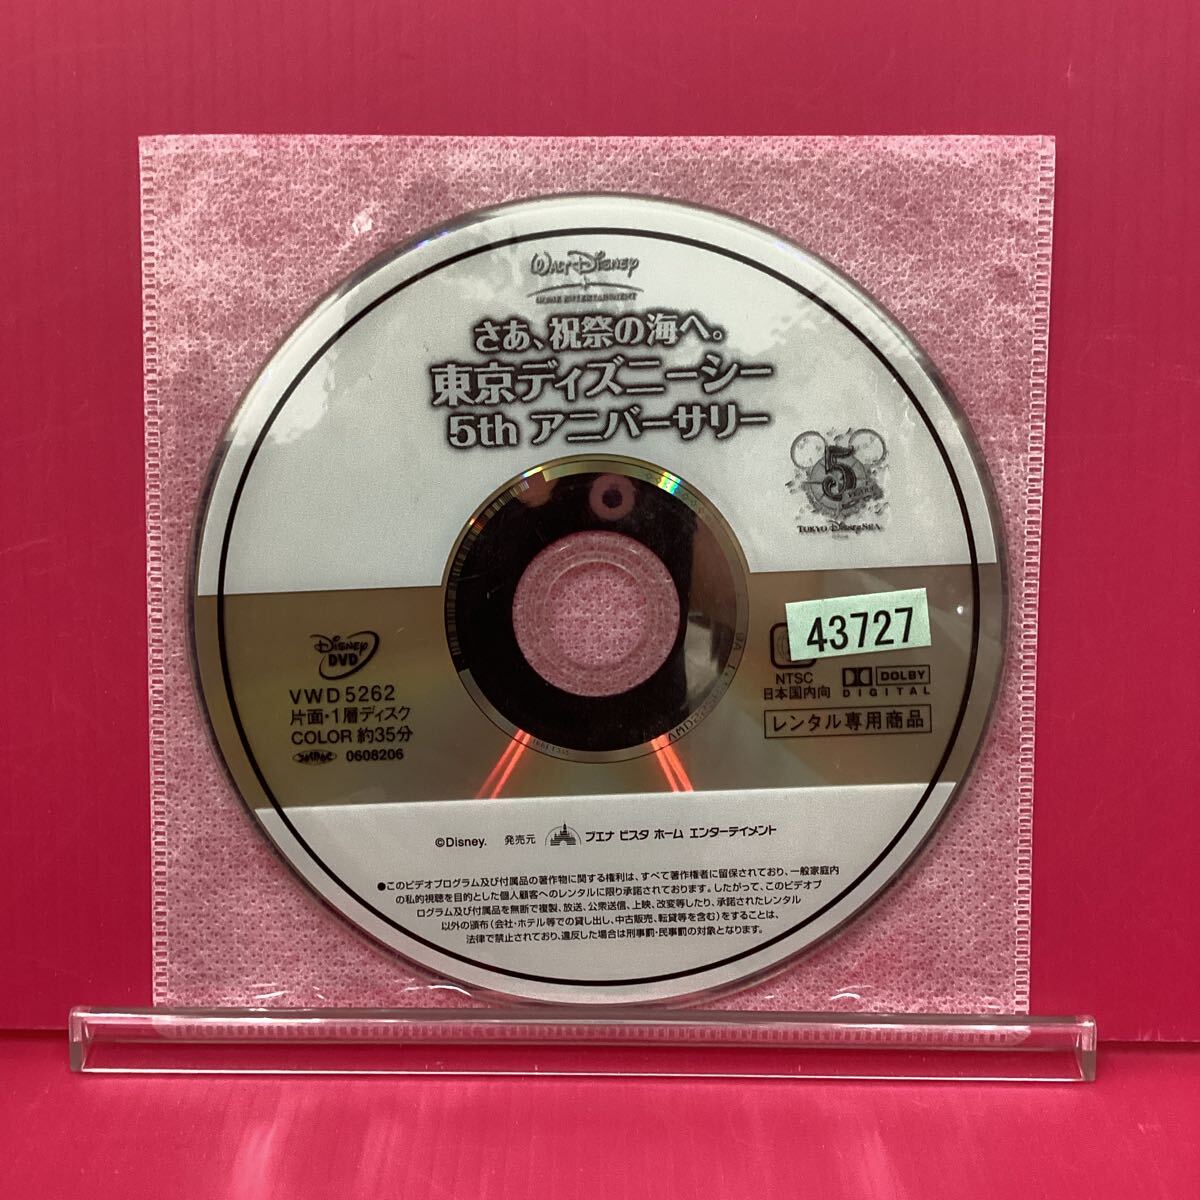 WALT DISNEY
HOME ENTERTAINMENT
さあ、祝祭の海へ。
東京ディズニーシー
5th アニバーサリー
5
YEARS
TOKYO DISNEYSEA
43727
DISNEY
DVD
VWD5262
片面・1層ディスク
COLOR 約35分
0608206
NTSC
日本国内向
DOLBY
DIGITAL
レンタル専用商品
©Disney. 発売元 ブエナ ビスタ ホーム エンターテイメント
●このビデオプログラム及び付属品の著作物に関する権利は、すべて著作権者に留保されており、一般家庭内
の私的視聴を目的とした個人顧客へのレンタルに限り承諾されております。したがって、このビデオプ
ログラム及び付属品を無断で複製、放送、公衆送信、上映、改変等したり、承諾されたレンタル
以外の頒布(会社・ホテル等での貸し出し、中古販売、転貸等を含む)をすることは、
法律で禁止されており、違反した場合は刑事罰・民事罰の対象となります。